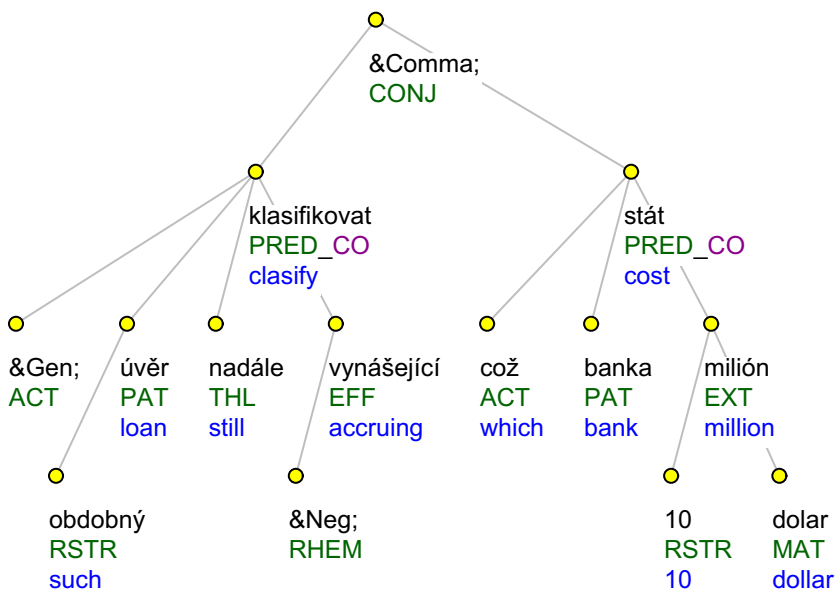 &Comma;
CONJ
klasifikovat
PRED_CO
clasify
stát
PRED_CO
cost
&Gen;
ACT
úvěr
PAT
loan
nadále
THL
still
vynášející
EFF
accruing
což
ACT
which
banka
PAT
bank
milión
EXT
million
obdobný
RSTR
such
&Neg;
RHEM
10
RSTR
10
dolar
MAT
dollar